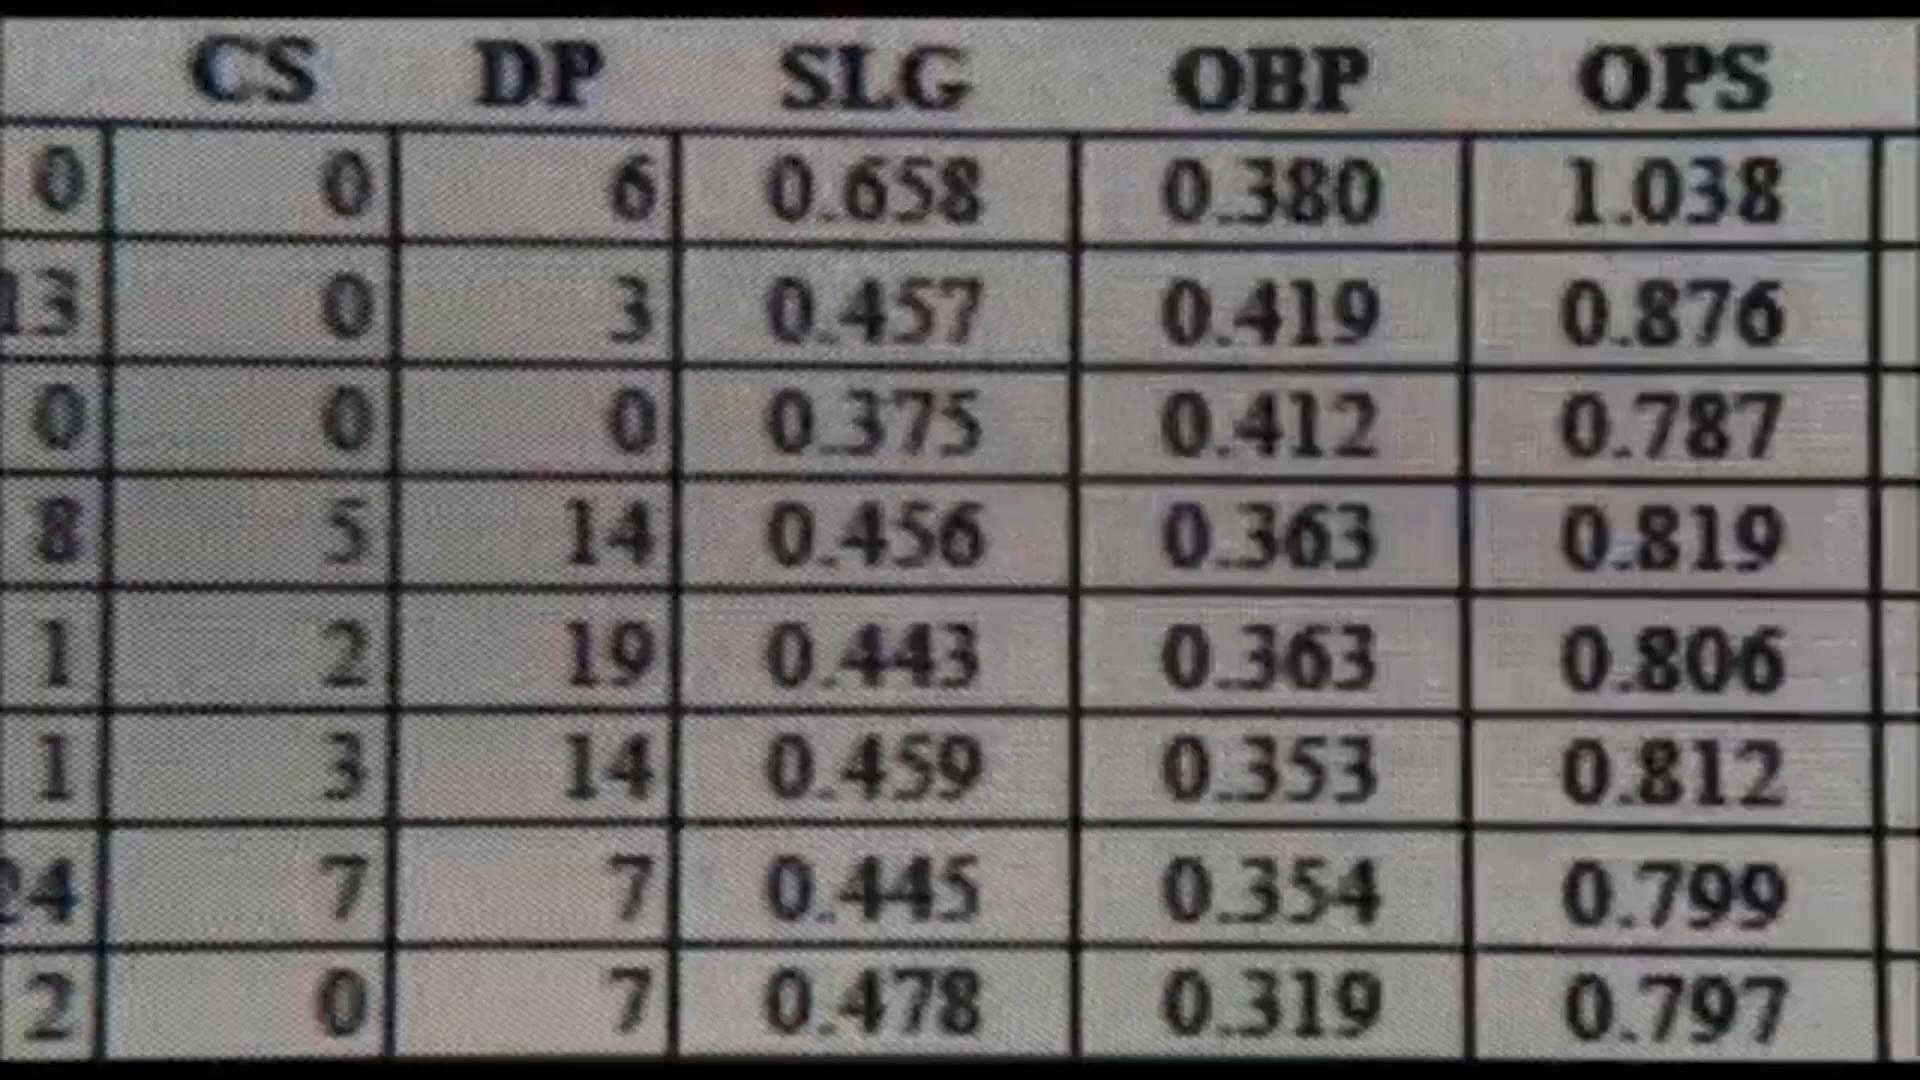 CS DP SLG OBP OPS
0 0 6 0.658 0.380 1.038
13 0 3 0.457 0.419 0.876
0 0 0 0.375 0.412 0.787
8 5 14 0.456 0.363 0.819
1 2 19 0.443 0.363 0.806
1 3 14 0.459 0.353 0.812
24 7 7 0.445 0.354 0.799
2 0 7 0.478 0.319 0.797